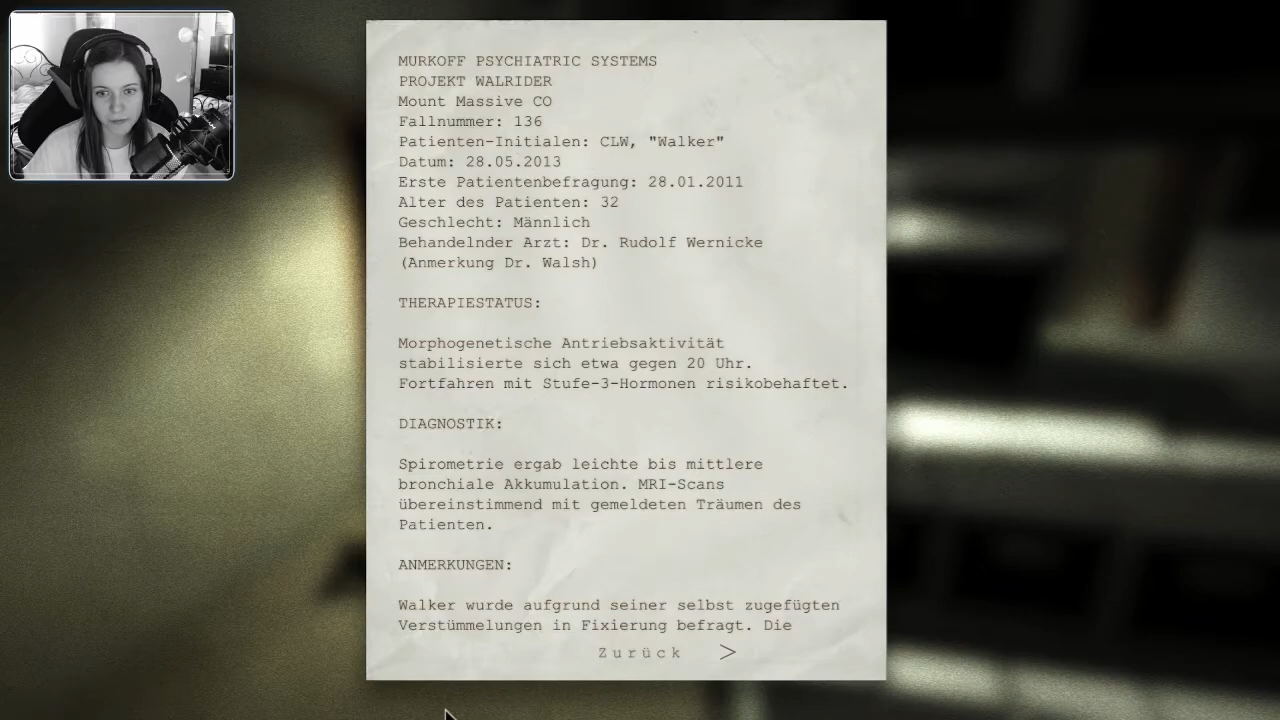 MURKOFF PSYCHIATRIC SYSTEMS
PROJEKT WALRIDER
Mount Massive CO
Fallnummer: 136
Patienten-Initialen: CLW, "Walker"
Datum: 28.05.2013
Erste Patientenbefragung: 28.01.2011
Alter des Patienten: 32
Geschlecht: Männlich
Behandelnder Arzt: Dr. Rudolf Wernicke
(Anmerkung Dr. Walsh)
THERAPIESTATUS:
Morphogenetische Antriebsaktivität
stabilisierte sich etwa gegen 20 Uhr.
Fortfahren mit Stufe-3-Hormonen risikobehaftet.
DIAGNOSTIK:
Spirometrie ergab leichte bis mittlere
bronchiale Akkumulation. MRI-Scans
übereinstimmend mit gemeldeten Träumen des
Patienten.
ANMERKUNGEN:
Walker wurde aufgrund seiner selbst zugefügten
Verstümmelungen in Fixierung befragt. Die
Zurück >